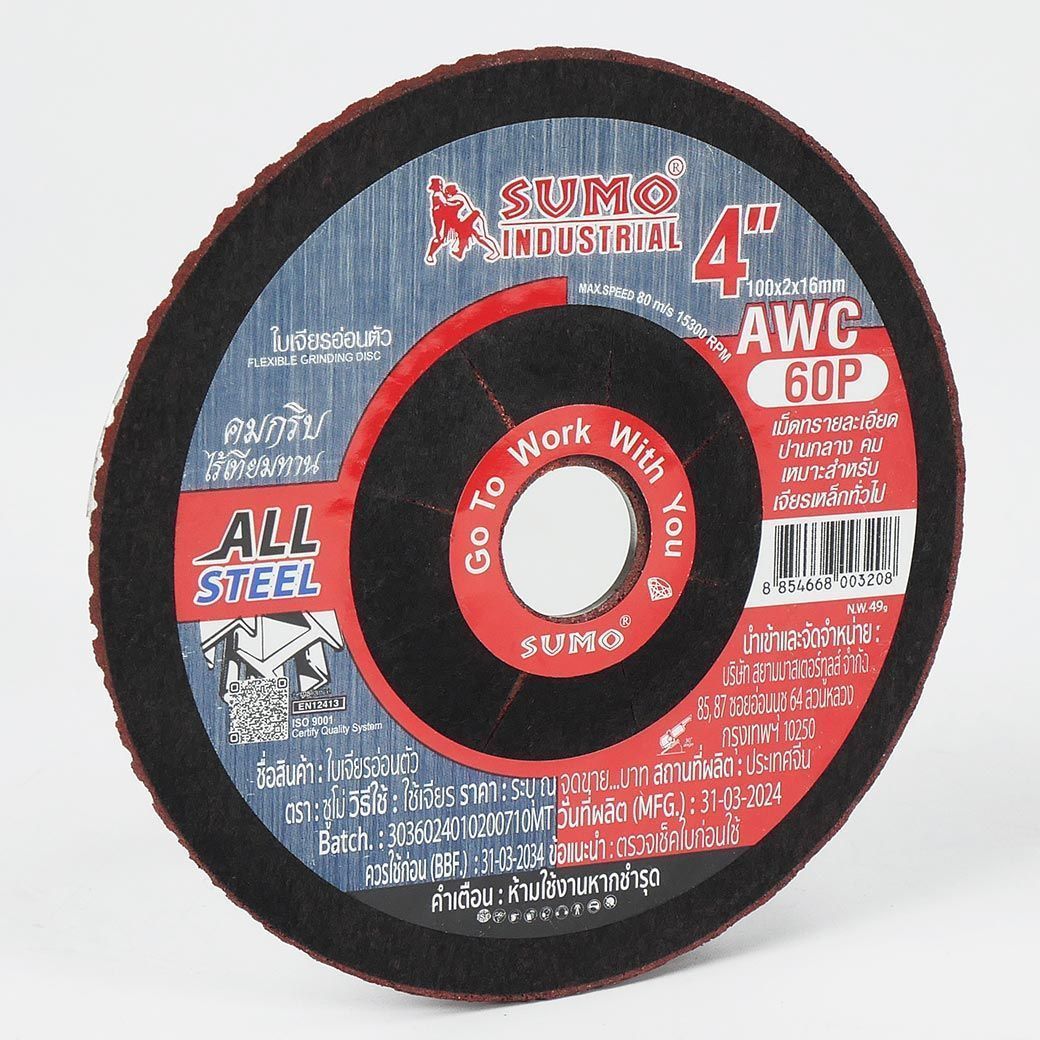 SUMO®
INDUSTRIAL
4"
100x2x16mm
MAX.SPEED 80 m/s 15300 RPM
AWC
60P
เม็ดทรายละเอียด
ปานกลาง คม
เหมาะสำหรับ
เจียรเหล็กทั่วไป
ใบเจียรอ่อนตัว
FLEXIBLE GRINDING DISC
คมกริบ
ไร้เทียมทาน
ALL
STEEL
Go To Work With You
SUMO®
8 854668 003208
N.W. 49g
นำเข้าและจัดจำหน่าย :
บริษัท สยามมาสเตอร์ทูลส์ จำกัด
85, 87 ซอยอ่อนนุช 64 สวนหลวง
กรุงเทพฯ 10250
EN12413
ISO 9001
Certify Quality System
ชื่อสินค้า : ใบเจียรอ่อนตัว
ตรา : ซูโม่ วิธีใช้ : ใช้เจียร ราคา : ระบุ ณ จุดขาย...บาท สถานที่ผลิต : ประเทศจีน
Batch. : 3036024010200710MT วันที่ผลิต (MFG.) : 31-03-2024
ควรใช้ก่อน (BBF.) : 31-03-2034 ข้อแนะนำ : ตรวจเช็คใบก่อนใช้
คำเตือน : ห้ามใช้งานหากชำรุด